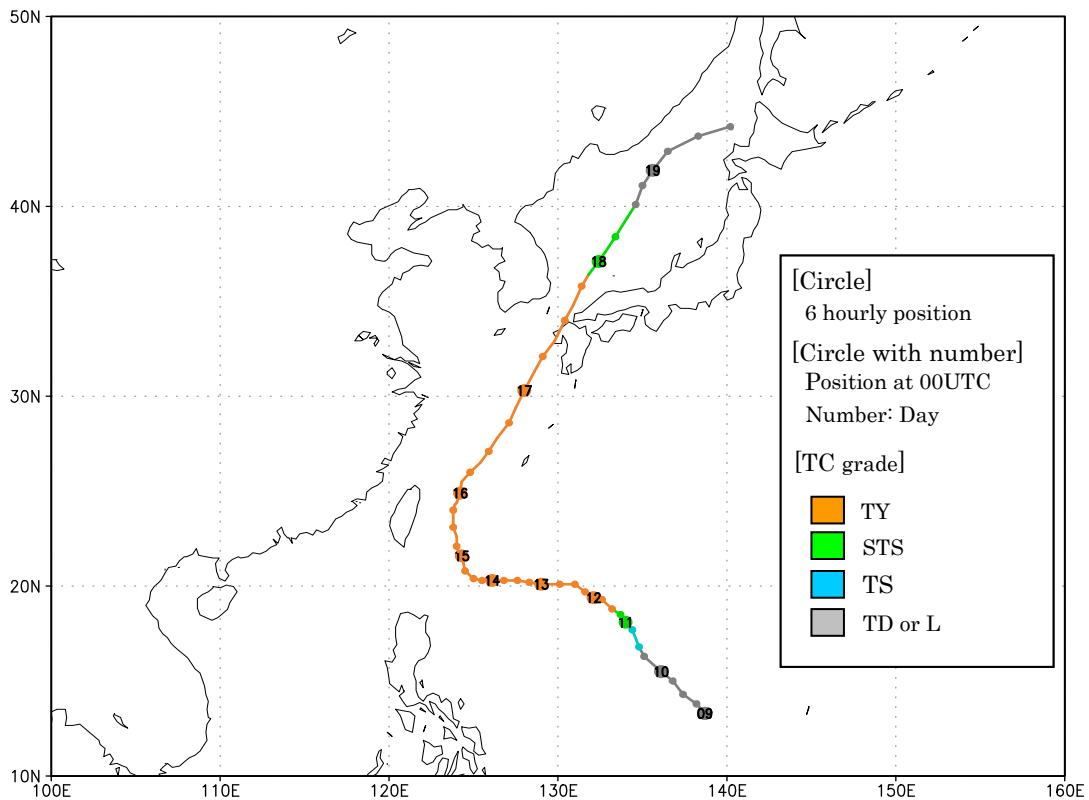 50N
40N
30N
20N
10N
100E
110E
120E
130E
140E
150E
160E
19
18
17
16
15
14
13
12
11
10
09
[Circle]
6 hourly position
[Circle with number]
Position at 00UTC
Number: Day
[TC grade]
TY
STS
TS
TD or L